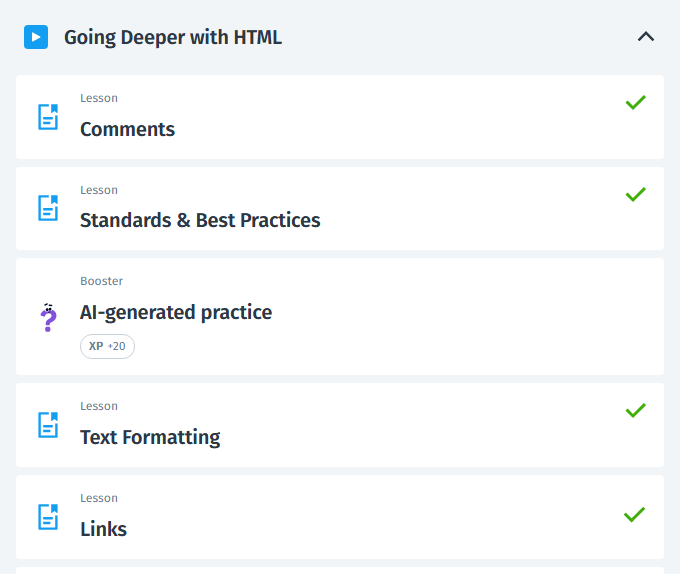 Going Deeper with HTML
Lesson
Comments
Lesson
Standards & Best Practices
Booster
AI-generated practice
XP +20
Lesson
Text Formatting
Lesson
Links